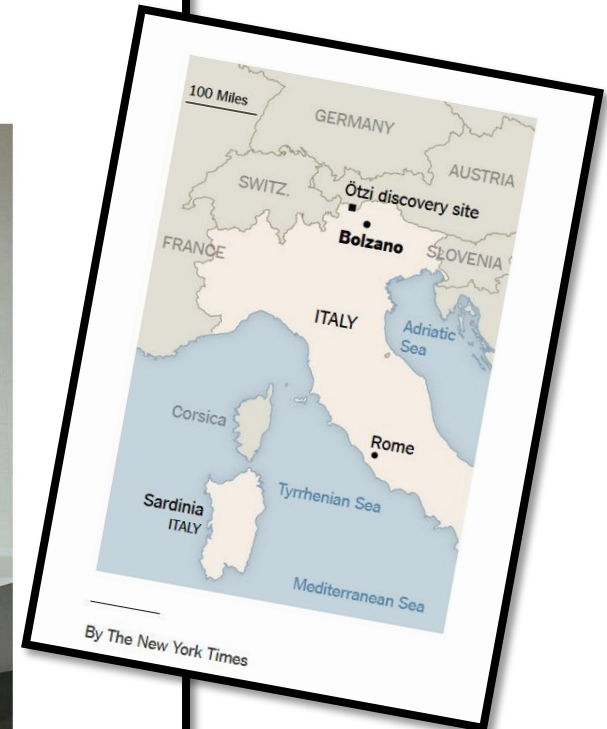 100 Miles
GERMANY
AUSTRIA
SWITZ.
Ötzi discovery site
Bolzano
FRANCE
SLOVENIA
ITALY
Adriatic
Sea
Corsica
Rome
Sardinia
ITALY
Tyrrhenian Sea
Mediterranean Sea
By The New York Times